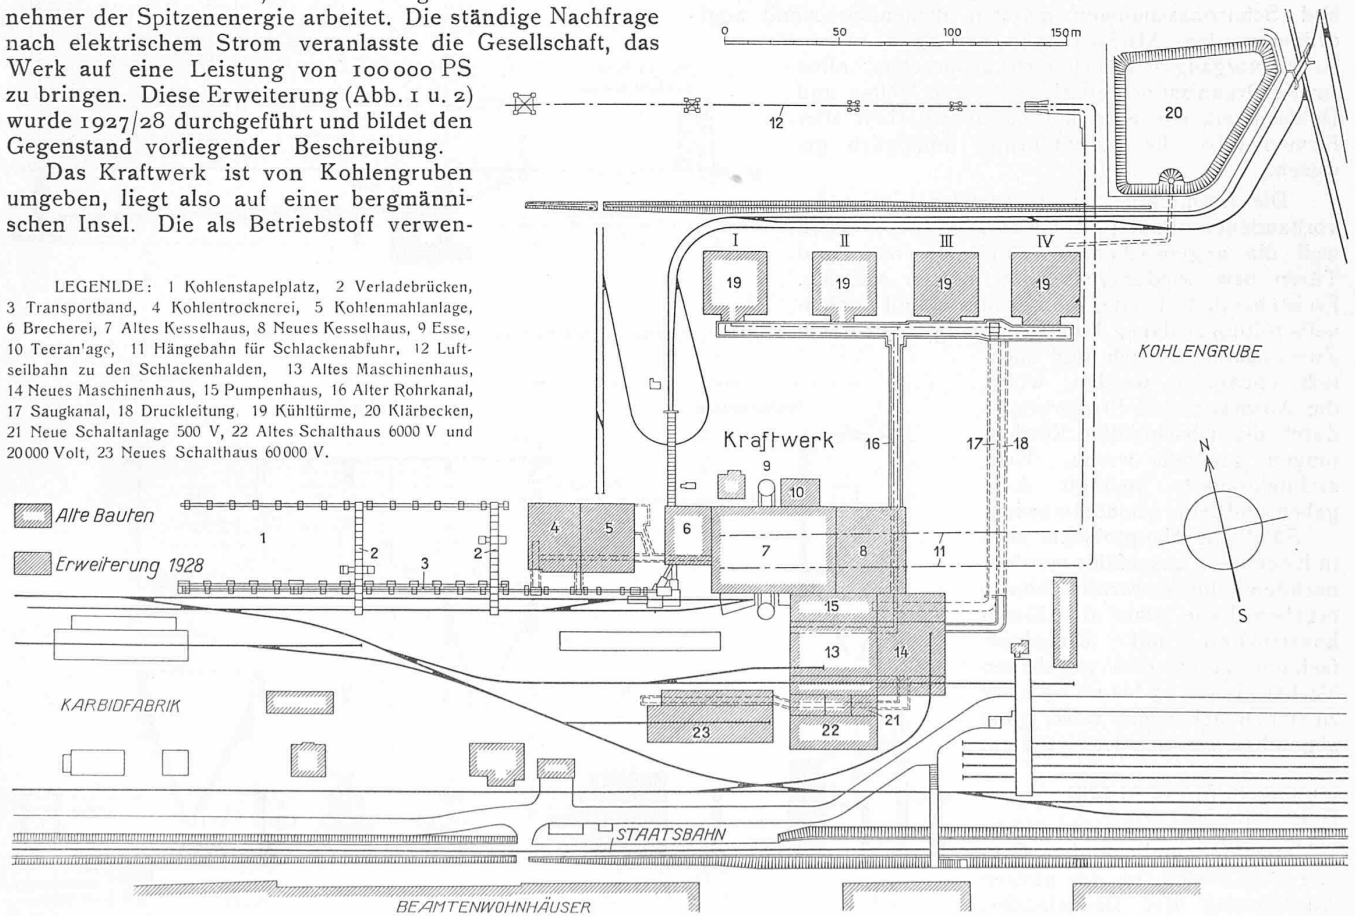 nehmer der Spitzenenergie arbeitet. Die ständige Nachfrage
nach elektrischem Strom veranlasste die Gesellschaft, das
Werk auf eine Leistung von 100 000 PS
zu bringen. Diese Erweiterung (Abb. 1 u. 2)
wurde 1927/28 durchgeführt und bildet den
Gegenstand vorliegender Beschreibung.
Das Kraftwerk ist von Kohlengruben
umgeben, liegt also auf einer bergmänni-
schen Insel. Die als Betriebstoff verwen-
LEGENLDE: 1 Kohlenstapelplatz, 2 Verladebrücken,
3 Transportband, 4 Kohlentrocknerei, 5 Kohlenmahlanlage,
6 Brecherei, 7 Altes Kesselhaus, 8 Neues Kesselhaus, 9 Esse,
10 Teeran'age, 11 Hängebahn für Schlackenabfuhr, 12 Luft-
seilbahn zu den Schlackenhalden, 13 Altes Maschinenhaus,
14 Neues Maschinenhaus, 15 Pumpenhaus, 16 Alter Rohrkanal,
17 Saugkanal, 18 Druckleitung, 19 Kühltürme, 20 Klärbecken,
21 Neue Schaltanlage 500 V, 22 Altes Schalthaus 6000 V und
20 000 Volt, 23 Neues Schalthaus 60 000 V.
0 50 100 150 m
12
20
I II III IV
19 19 19 19
KOHLENGRUBE
Kraftwerk
16 17 18
9
10
N
S
Alte Bauten
Erweiterung 1928
1 2 2 3
4 5 6 7 8 11
15
13 14
21
22
23
KARBIDFABRIK
STAATSBAHN
BEAMTENWOHNHÄUSER